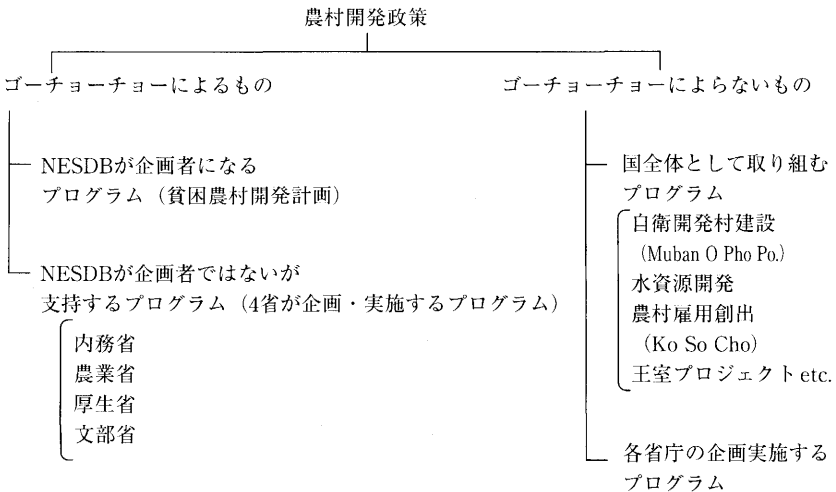 農村開発政策
ゴーチョーチョーによるもの
NESDBが企画者になる
プログラム（貧困農村開発計画）
NESDBが企画者ではないが
支持するプログラム（4省が企画・実施するプログラム）
内務省
農業省
厚生省
文部省
ゴーチョーチョーによらないもの
国全体として取り組む
プログラム
自衛開発村建設
（Muban O Pho Po.）
水資源開発
農村雇用創出
（Ko So Cho）
王室プロジェクトetc.
各省庁の企画実施する
プログラム